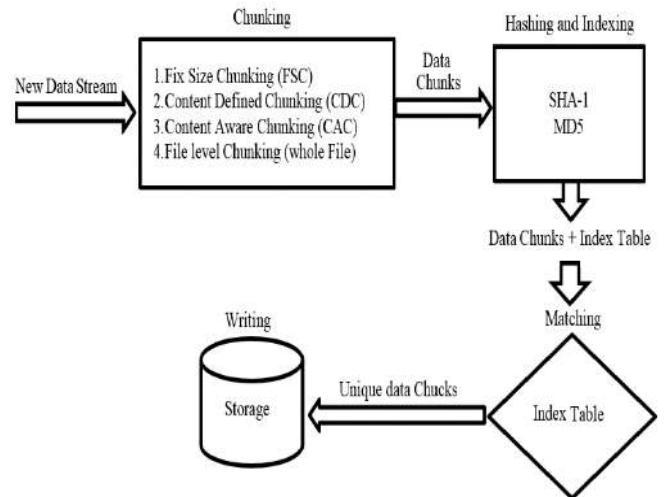 Chunking
Hashing and Indexing
New Data Stream
1.Fix Size Chunking (FSC)
2.Content Defined Chunking (CDC)
3.Content Aware Chunking (CAC)
4.File level Chunking (whole File)
Data
Chunks
SHA-1
MD5
Data Chunks + Index Table
Matching
Index Table
Unique data Chucks
Writing
Storage